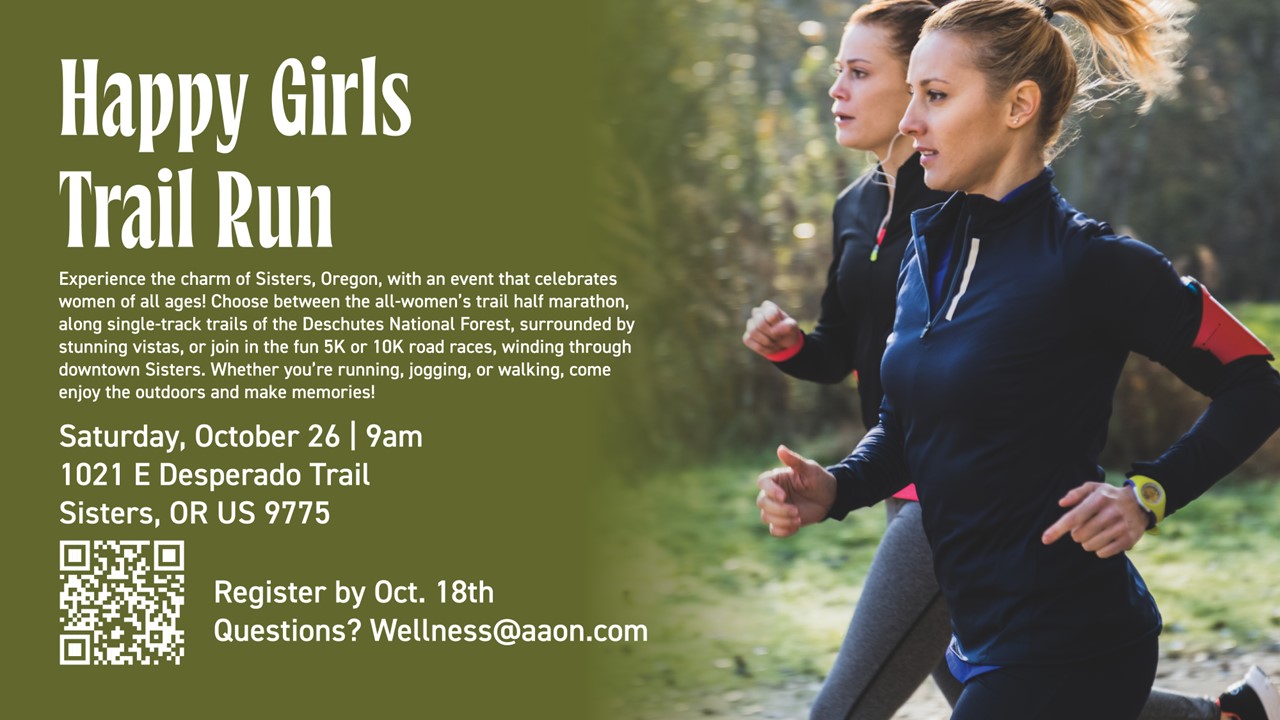 Happy Girls
Trail Run
Experience the charm of Sisters, Oregon, with an event that celebrates
women of all ages! Choose between the all-women's trail half marathon,
along single-track trails of the Deschutes National Forest, surrounded by
stunning vistas, or join in the fun 5K or 10K road races, winding through
downtown Sisters. Whether you're running, jogging, or walking, come
enjoy the outdoors and make memories!
Saturday, October 26 | 9am
1021 E Desperado Trail
Sisters, OR US 9775
Register by Oct. 18th
Questions? Wellness@aaon.com